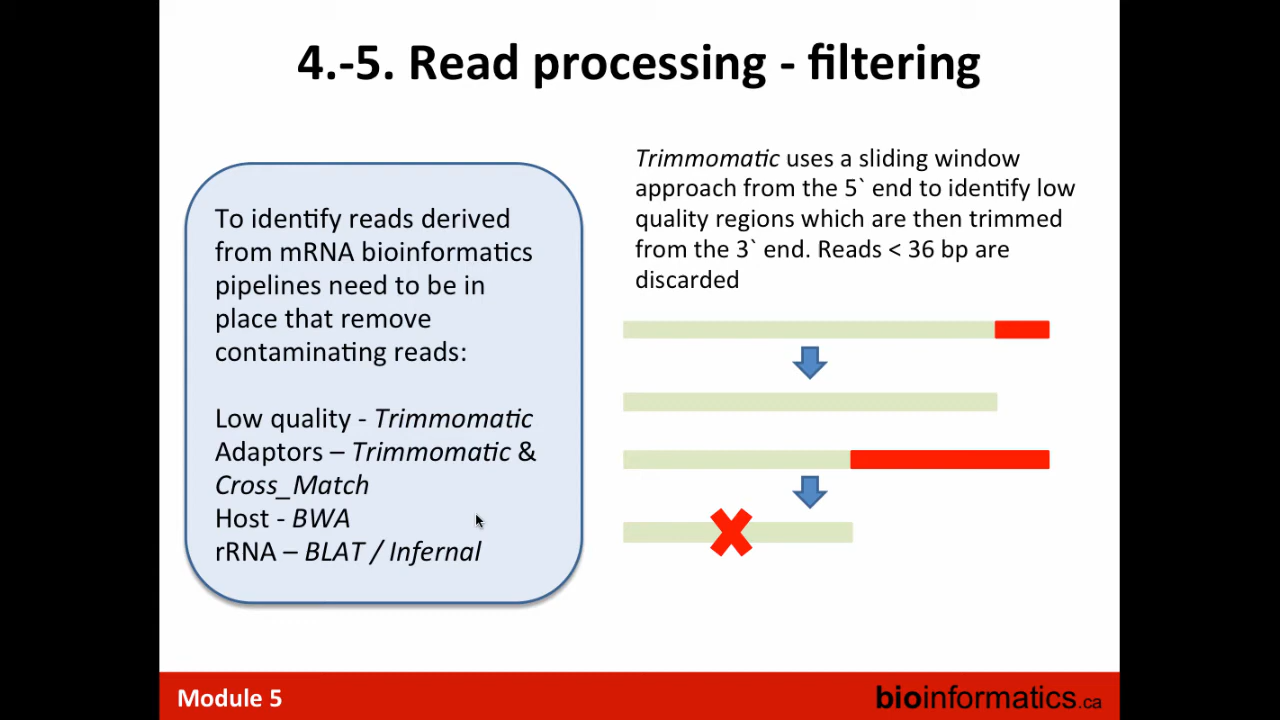 4.-5. Read processing - filtering
To identify reads derived
from mRNA bioinformatics
pipelines need to be in
place that remove
contaminating reads:
Low quality - Trimmomatic
Adaptors – Trimmomatic &
Cross_Match
Host - BWA
rRNA – BLAT / Infernal
Trimmomatic uses a sliding window
approach from the 5` end to identify low
quality regions which are then trimmed
from the 3` end. Reads < 36 bp are
discarded
Module 5
bioinformatics.ca